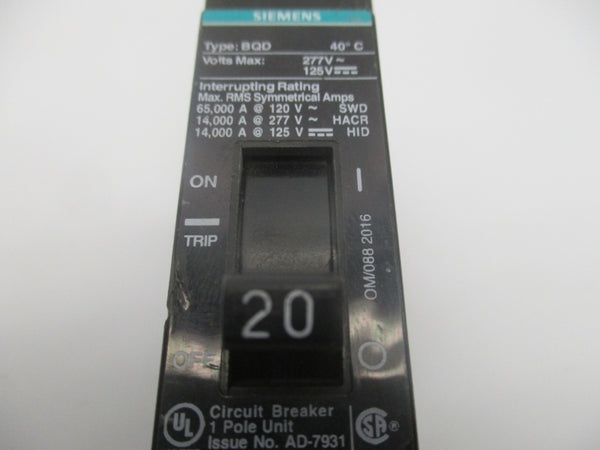 SIEMENS
Type: BQD 40° C
Volts Max: 277V ~
125V ⎓
Interrupting Rating
Max. RMS Symmetrical Amps
65,000 A @ 120 V ~ SWD
14,000 A @ 277 V ~ HACR
14,000 A @ 125 V ⎓ HID
ON
TRIP
OM/088 2016
20
OFF
UL
Circuit Breaker
1 Pole Unit
Issue No. AD-7931
SA ®